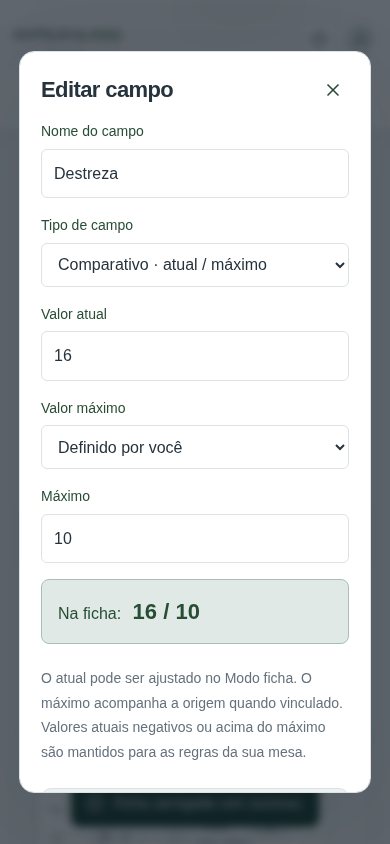 Editar campo
Nome do campo
Destreza
Tipo de campo
Comparativo · atual / máximo
Valor atual
16
Valor máximo
Definido por você
Máximo
10
Na ficha: 16 / 10
O atual pode ser ajustado no Modo ficha. O
máximo acompanha a origem quando vinculado.
Valores atuais negativos ou acima do máximo
são mantidos para as regras da sua mesa.